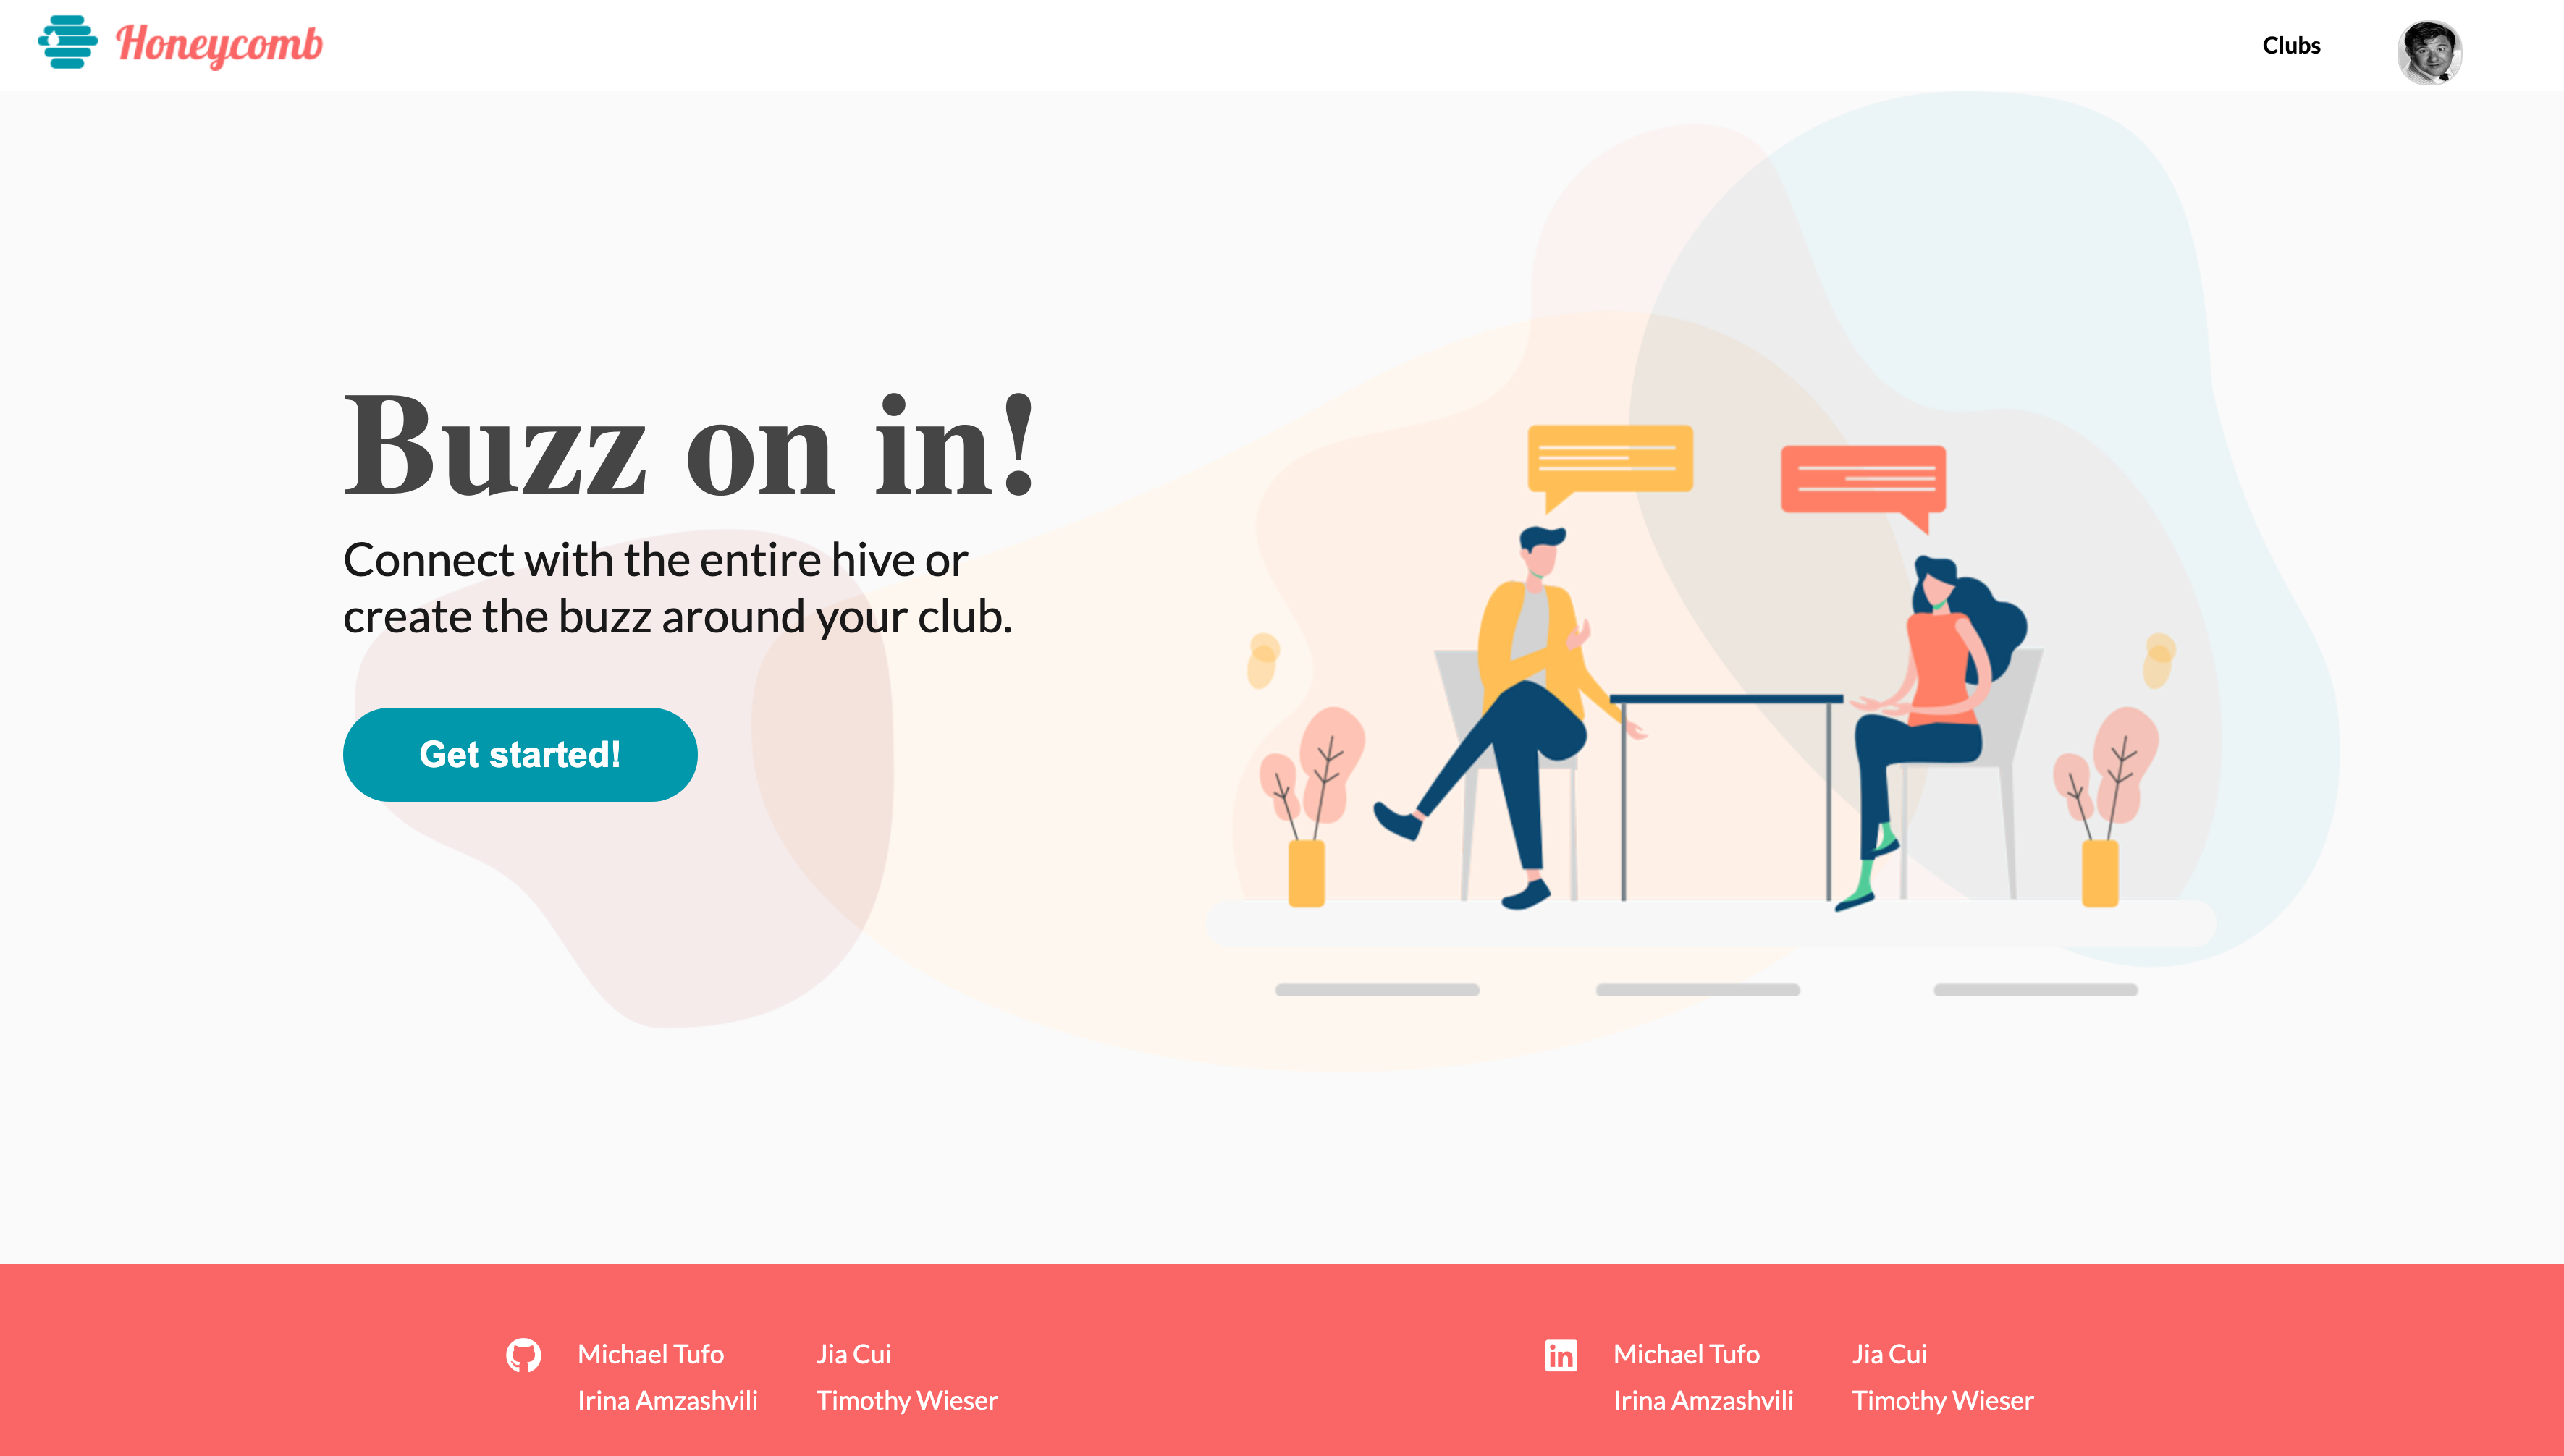 Honeycomb
Clubs
Buzz on in!
Connect with the entire hive or
create the buzz around your club.
Get started!
Michael Tufo
Jia Cui
Irina Amzashvili
Timothy Wieser
in
Michael Tufo
Jia Cui
Irina Amzashvili
Timothy Wieser